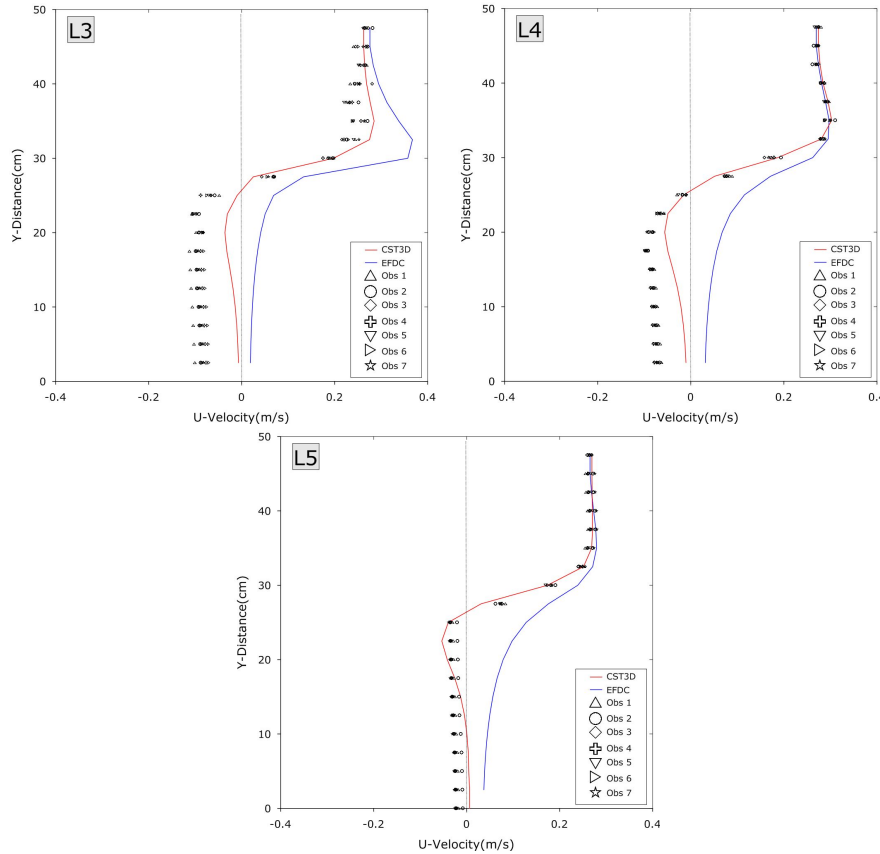 L3
Y-Distance(cm)
50
40
30
20
10
0
-0.4
-0.2
0
0.2
0.4
U-Velocity(m/s)
CST3D
EFDC
Obs 1
Obs 2
Obs 3
Obs 4
Obs 5
Obs 6
Obs 7
L4
Y-Distance(cm)
50
40
30
20
10
0
-0.4
-0.2
0
0.2
0.4
U-Velocity(m/s)
CST3D
EFDC
Obs 1
Obs 2
Obs 3
Obs 4
Obs 5
Obs 6
Obs 7
L5
Y-Distance(cm)
50
40
30
20
10
0
-0.4
-0.2
0
0.2
0.4
U-Velocity(m/s)
CST3D
EFDC
Obs 1
Obs 2
Obs 3
Obs 4
Obs 5
Obs 6
Obs 7